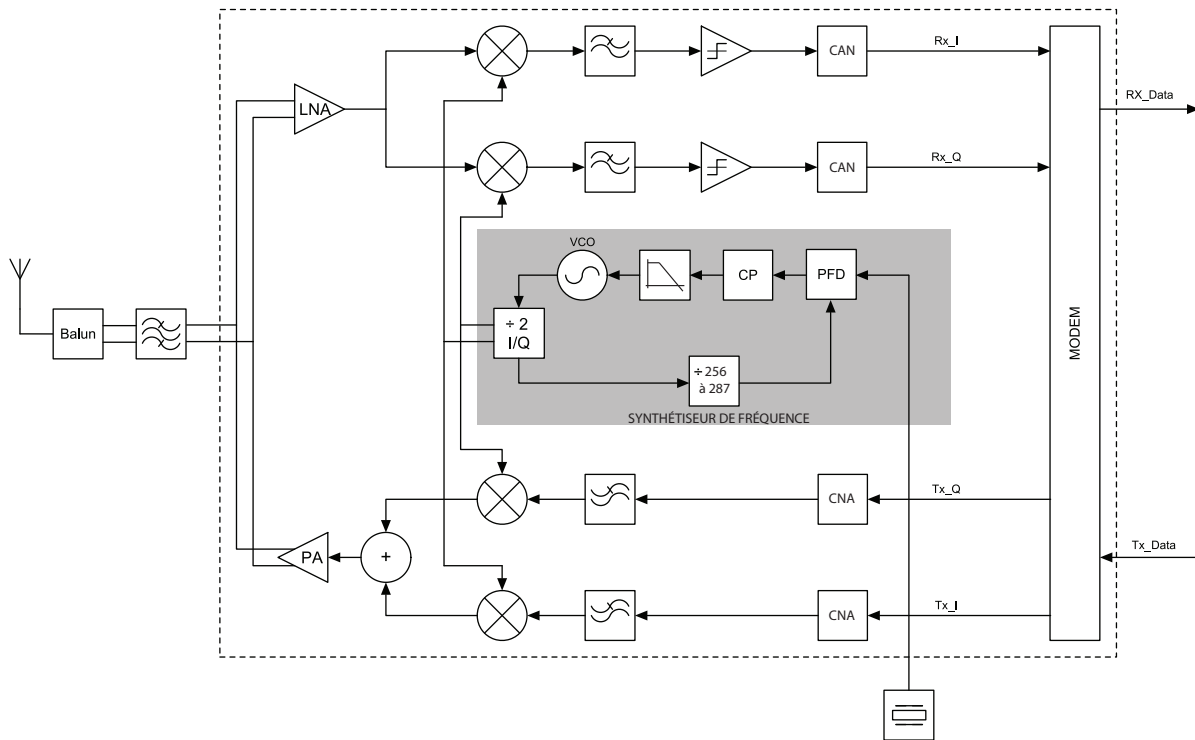 CAN
Rx_I
LNA
RX_Data
CAN
Rx_Q
VCO
CP
PFD
Balun
÷ 2
I/Q
÷ 256
à 287
MODEM
SYNTHÉTISEUR DE FRÉQUENCE
CNA
Tx_Q
PA
+
Tx_Data
CNA
Tx_I